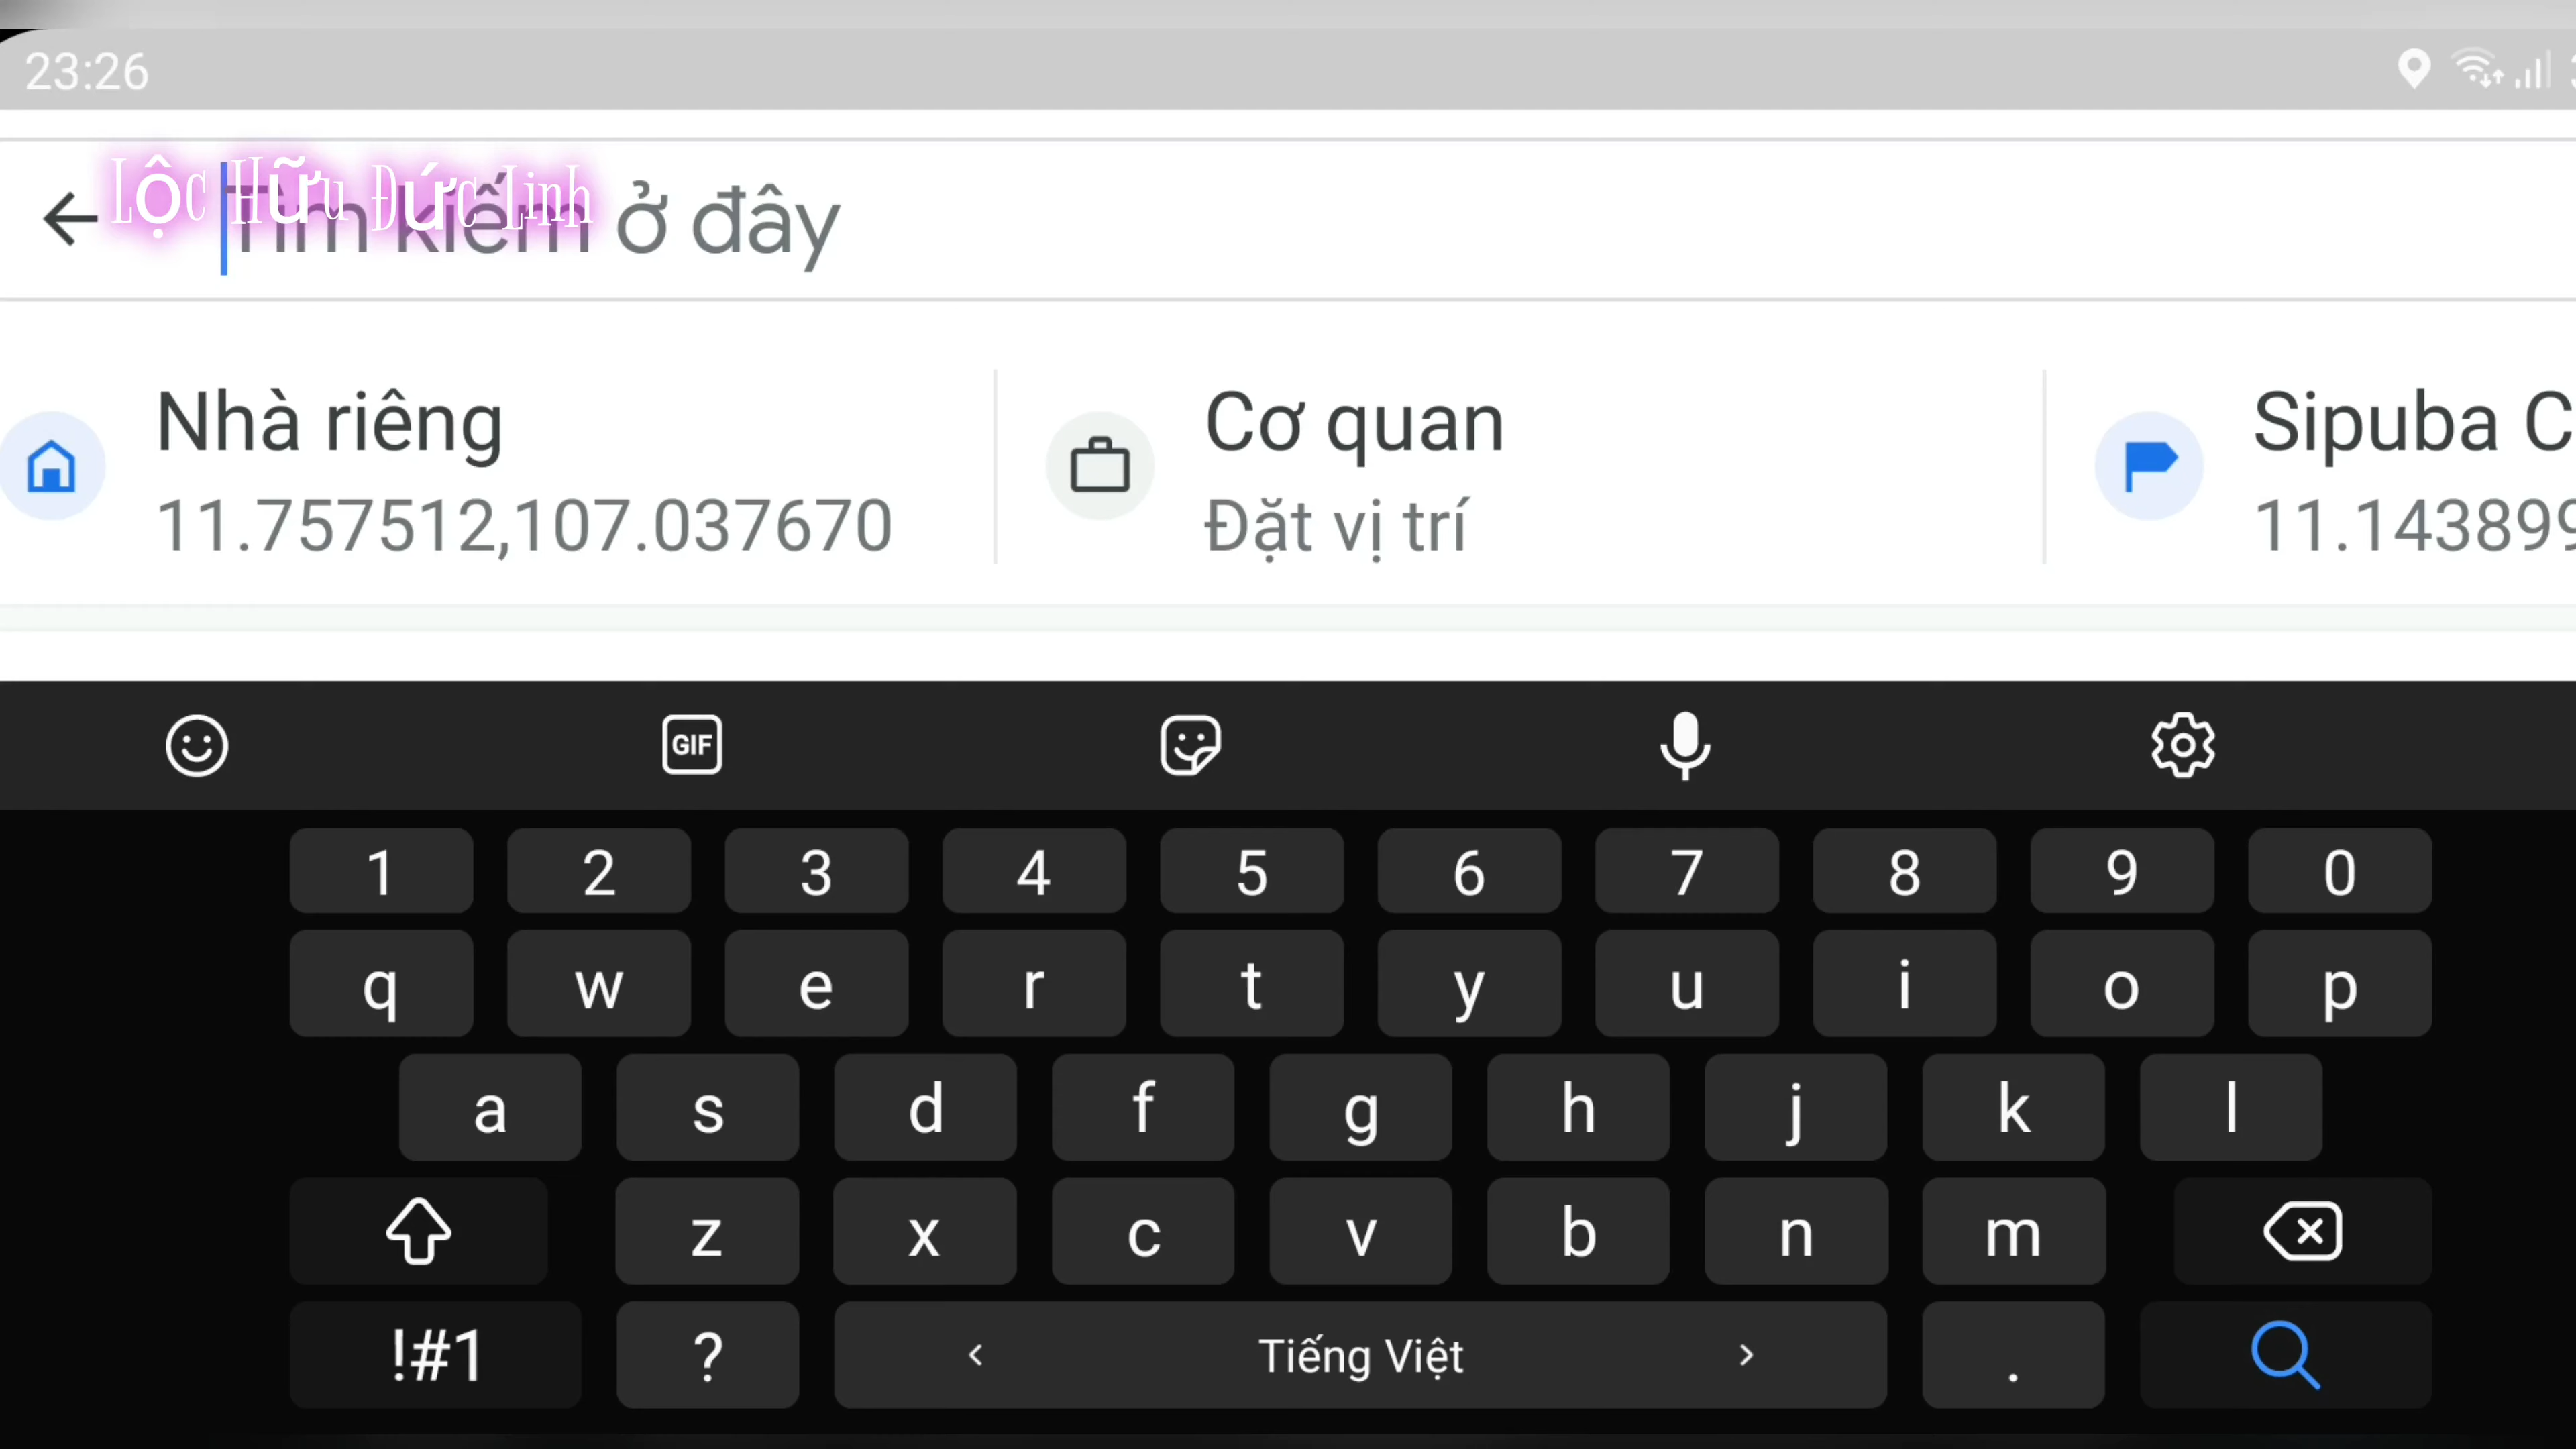 23:26
Lộc Hữu Đức Linh
Tìm kiếm ở đây
Nhà riêng
11.757512,107.037670
Cơ quan
Đặt vị trí
Sipuba C
11.143899
GIF
1 2 3 4 5 6 7 8 9 0
q w e r t y u i o p
a s d f g h j k l
z x c v b n m
!#1 ? < Tiếng Việt > .